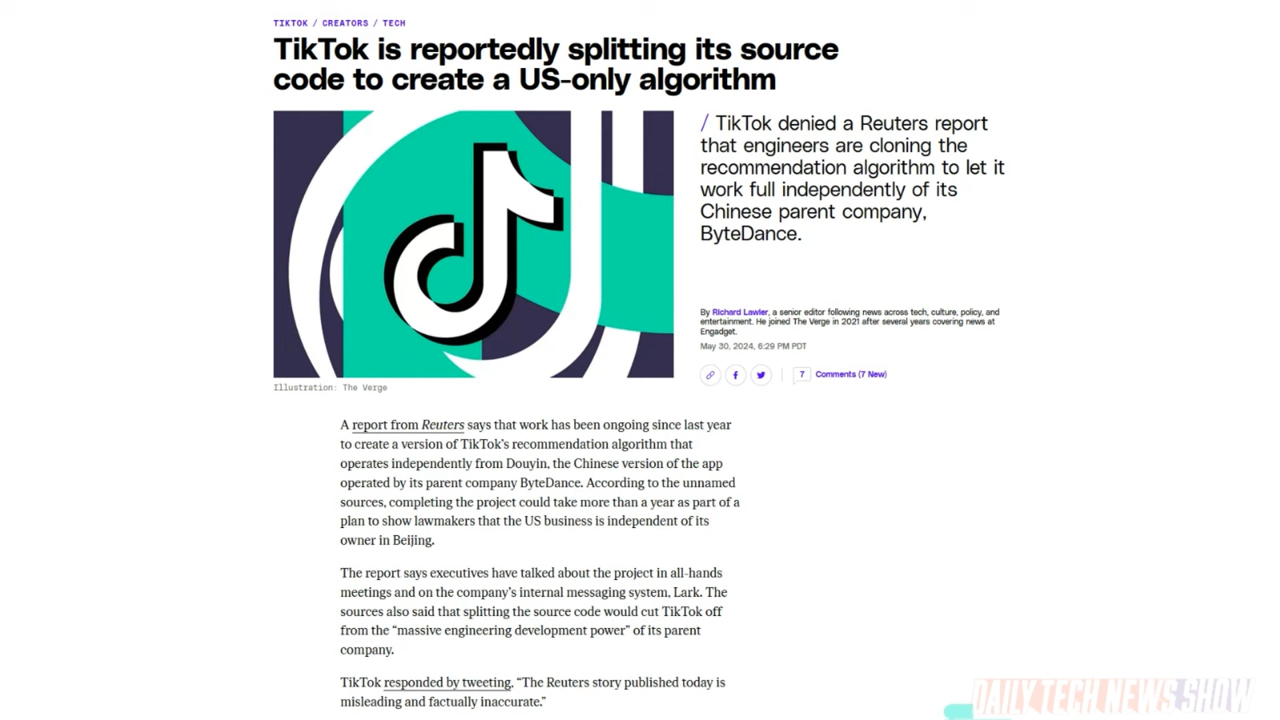 TIKTOK / CREATORS / TECH
TikTok is reportedly splitting its source
code to create a US-only algorithm
/ TikTok denied a Reuters report
that engineers are cloning the
recommendation algorithm to let it
work full independently of its
Chinese parent company,
ByteDance.
By Richard Lawler, a senior editor following news across tech, culture, policy, and
entertainment. He joined The Verge in 2021 after several years covering news at
Engadget.
May 30, 2024, 6:29 PM PDT
7 Comments (7 New)
Illustration: The Verge
A report from Reuters says that work has been ongoing since last year
to create a version of TikTok's recommendation algorithm that
operates independently from Douyin, the Chinese version of the app
operated by its parent company ByteDance. According to the unnamed
sources, completing the project could take more than a year as part of a
plan to show lawmakers that the US business is independent of its
owner in Beijing.
The report says executives have talked about the project in all-hands
meetings and on the company's internal messaging system, Lark. The
sources also said that splitting the source code would cut TikTok off
from the “massive engineering development power” of its parent
company.
TikTok responded by tweeting, “The Reuters story published today is
misleading and factually inaccurate.”
DAILY TECH NEWS SHOW